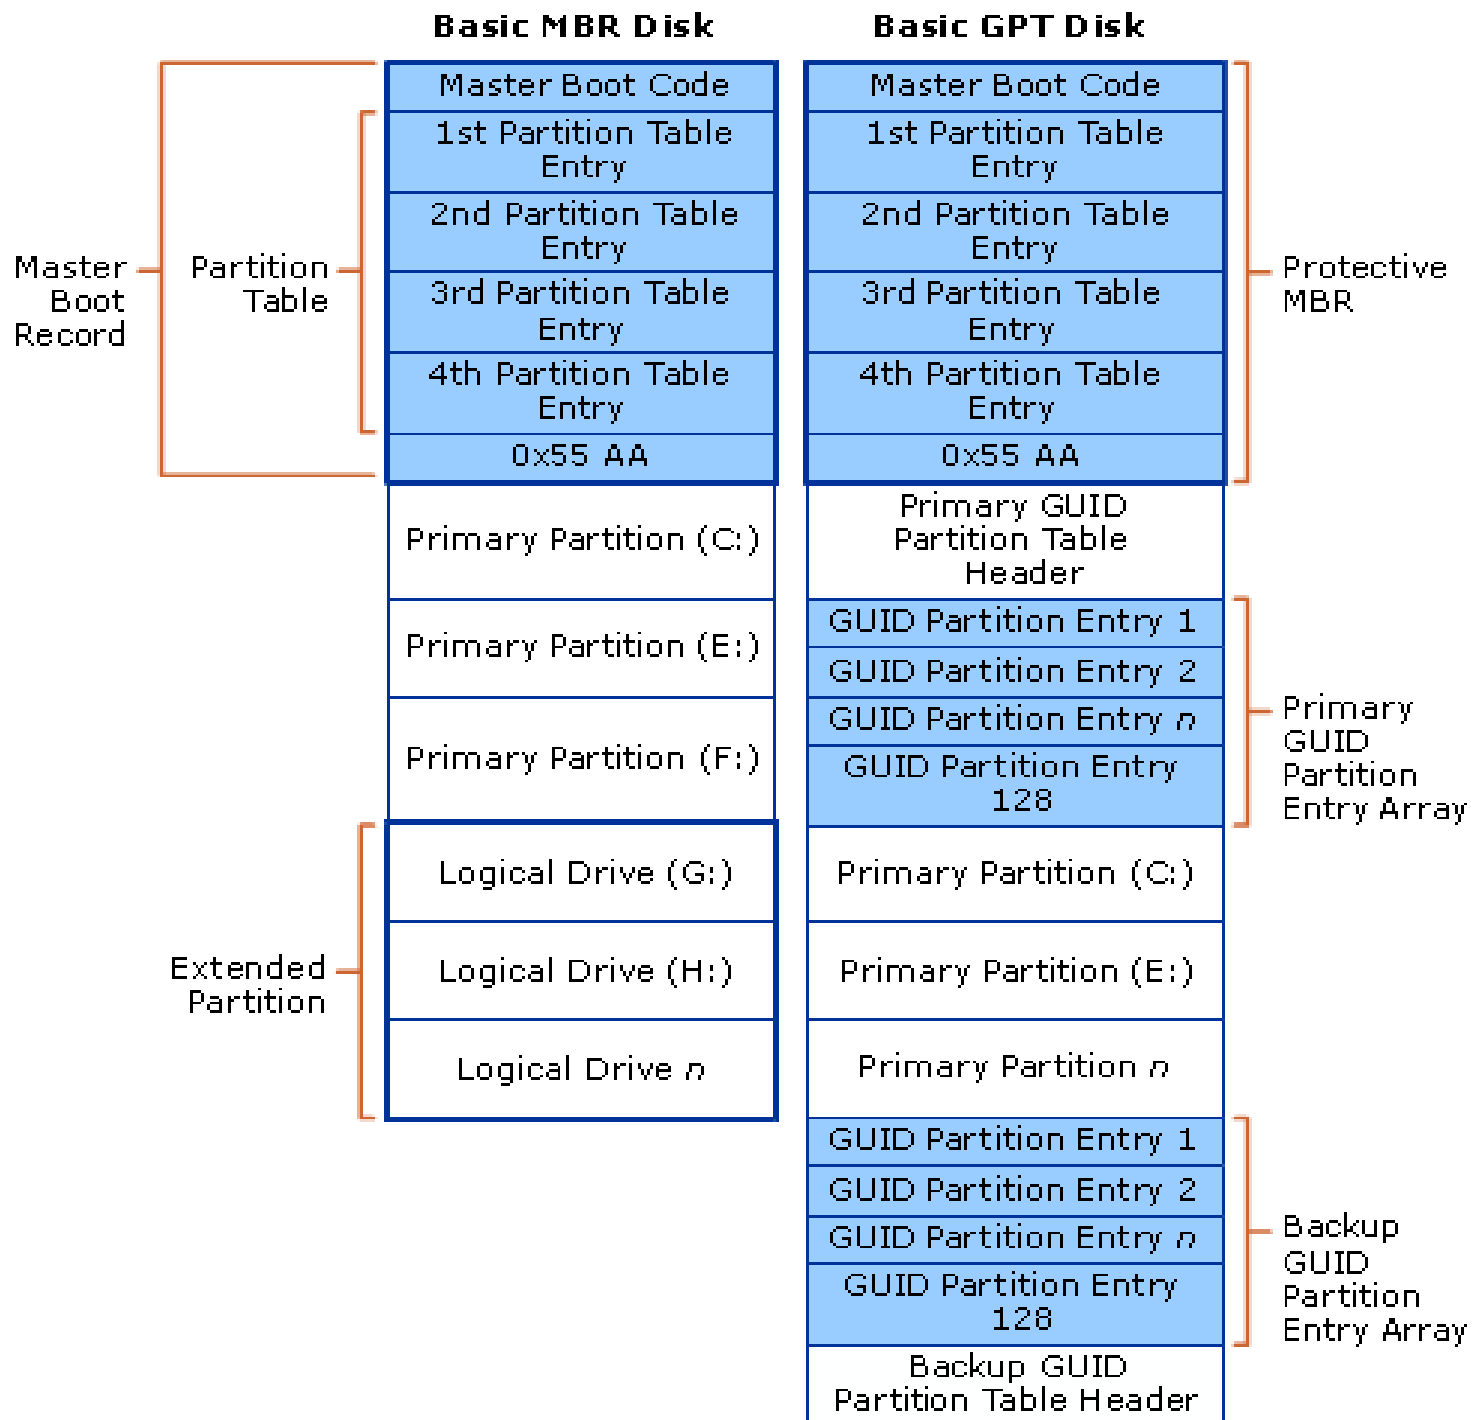 Basic MBR Disk
Basic GPT Disk
Master
Boot
Record
Partition
Table
Master Boot Code
1st Partition Table
Entry
2nd Partition Table
Entry
3rd Partition Table
Entry
4th Partition Table
Entry
0x55 AA
Primary Partition (C:)
Primary Partition (E:)
Primary Partition (F:)
Extended
Partition
Logical Drive (G:)
Logical Drive (H:)
Logical Drive n
Master Boot Code
1st Partition Table
Entry
2nd Partition Table
Entry
3rd Partition Table
Entry
4th Partition Table
Entry
0x55 AA
Protective
MBR
Primary GUID
Partition Table
Header
GUID Partition Entry 1
GUID Partition Entry 2
GUID Partition Entry n
GUID Partition Entry
128
Primary
GUID
Partition
Entry Array
Primary Partition (C:)
Primary Partition (E:)
Primary Partition n
GUID Partition Entry 1
GUID Partition Entry 2
GUID Partition Entry n
GUID Partition Entry
128
Backup
GUID
Partition
Entry Array
Backup GUID
Partition Table Header